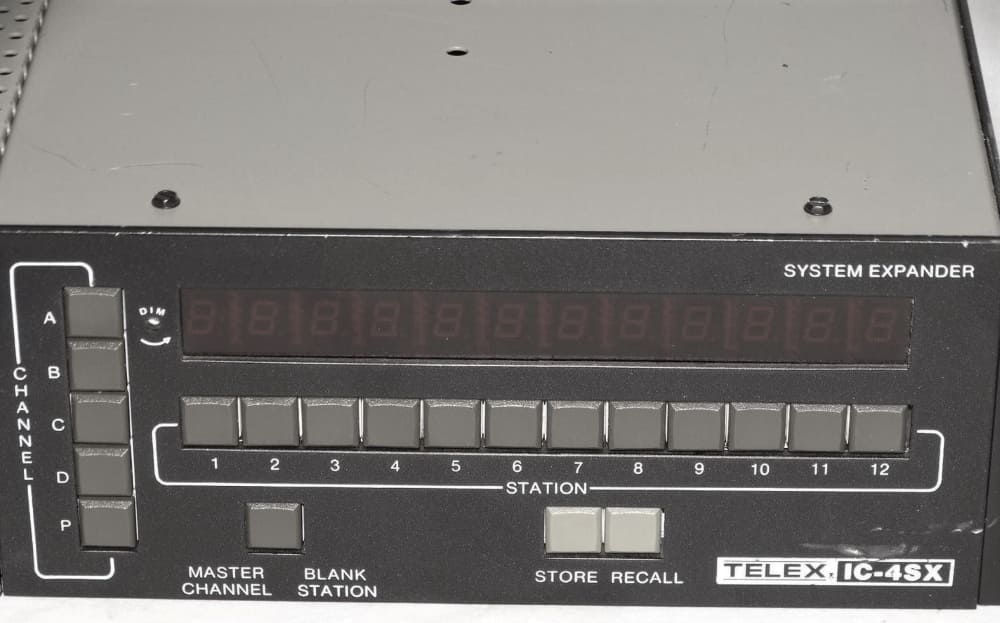 SYSTEM EXPANDER
CHANNEL
A
B
C
D
P
DIM
1 2 3 4 5 6 7 8 9 10 11 12
STATION
MASTER CHANNEL
BLANK STATION
STORE RECALL
TELEX. IC-4SX